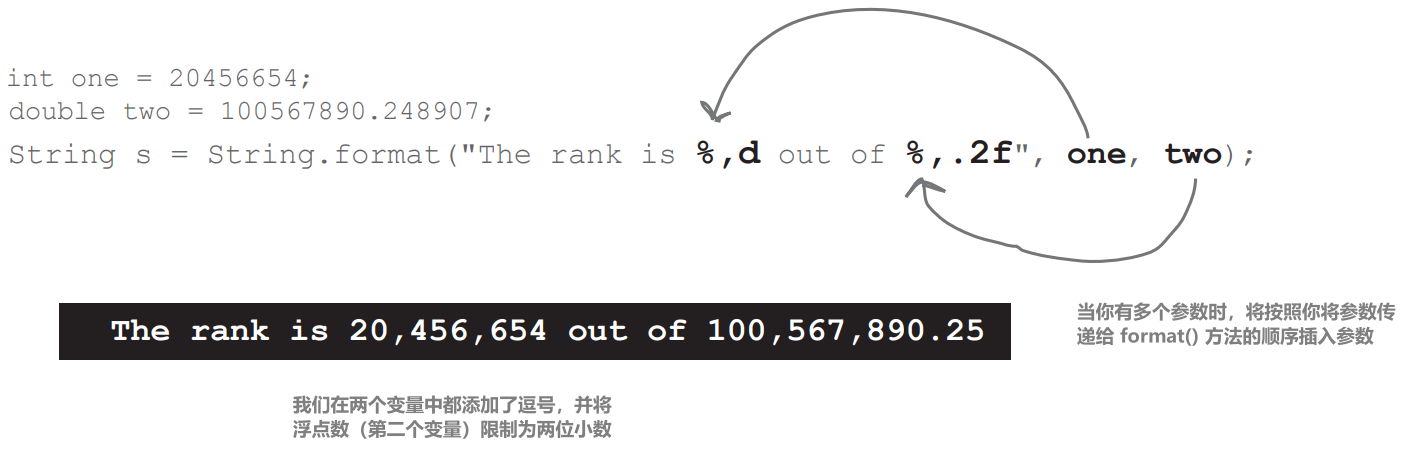 int one = 20456654;
double two = 100567890.248907;
String s = String.format("The rank is %,d out of %,.2f", one, two);
The rank is 20,456,654 out of 100,567,890.25
当你有多个参数时，将按照你将参数传
递给 format() 方法的顺序插入参数
我们在两个变量中都添加了逗号，并将
浮点数（第二个变量）限制为两位小数